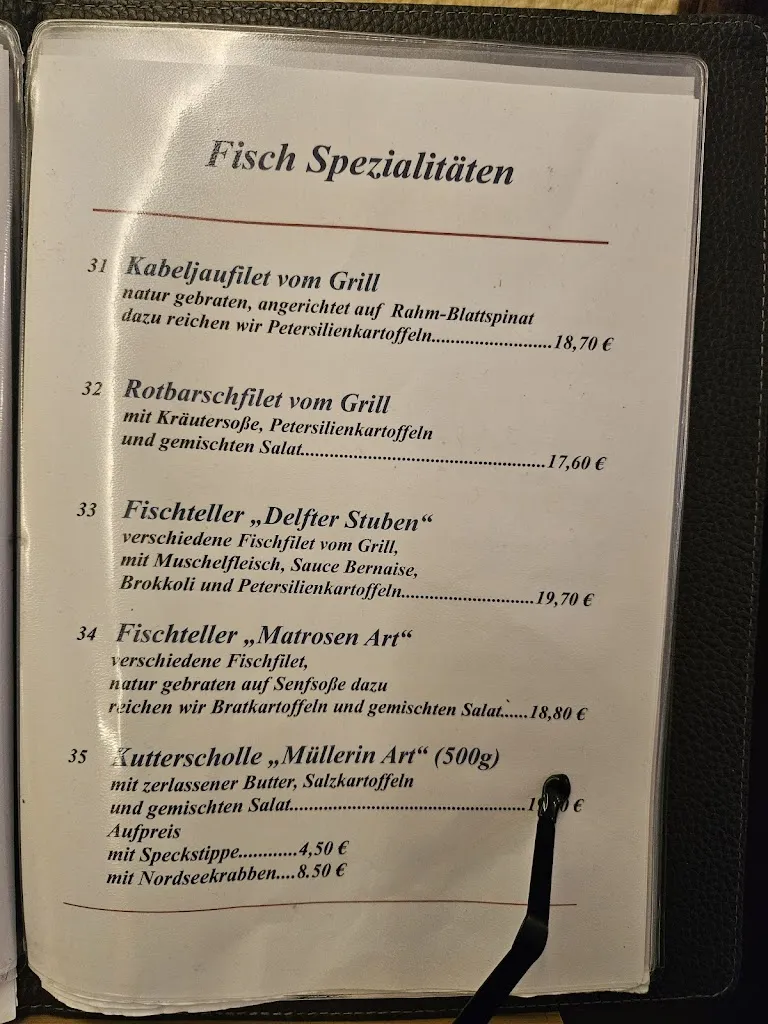 Fisch Spezialitäten
31 Kabeljaufilet vom Grill
natur gebraten, angerichtet auf Rahm-Blattspinat
dazu reichen wir Petersilienkartoffeln........................18,70 €
32 Rotbarschfilet vom Grill
mit Kräutersoße, Petersilienkartoffeln
und gemischten Salat.................................................17,60 €
33 Fischteller „Delfter Stuben“
verschiedene Fischfilet vom Grill,
mit Muschelfleisch, Sauce Bernaise,
Brokkoli und Petersilienkartoffeln...........................19,70 €
34 Fischteller „Matrosen Art“
verschiedene Fischfilet,
natur gebraten auf Senfsoße dazu
reichen wir Bratkartoffeln und gemischten Salat......18,80 €
35 Kutterscholle „Müllerin Art“ (500g)
mit zerlassener Butter, Salzkartoffeln
und gemischten Salat................................................ €
Aufpreis
mit Speckstippe............4,50 €
mit Nordseekrabben....8.50 €